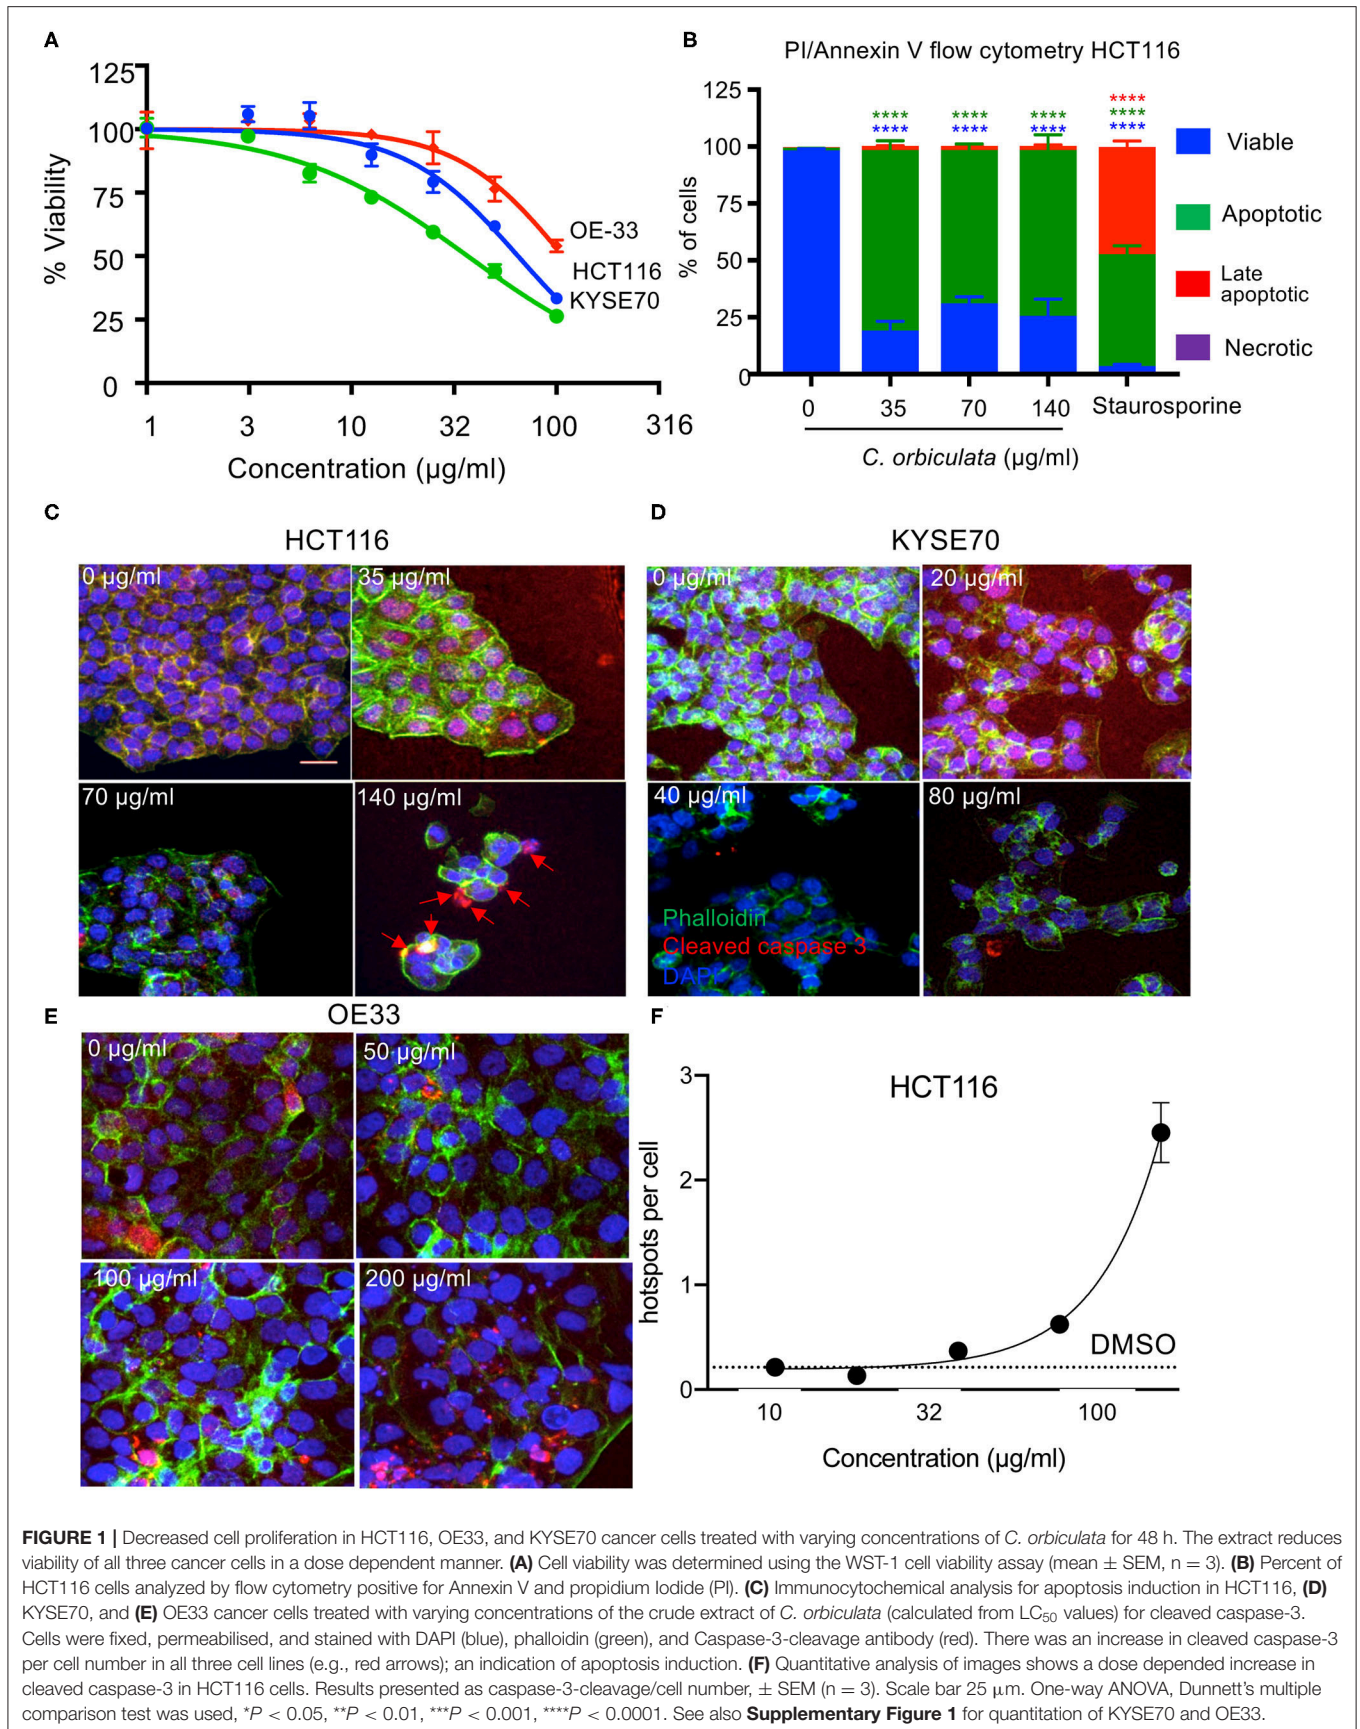 A
125
100
75
50
25
0
% Viability
OE-33
HCT116
KYSE70
1 3 10 32 100 316
Concentration (µg/ml)
B
PI/Annexin V flow cytometry HCT116
125
100
75
50
25
0
% of cells
**** **** **** ****
**** **** **** ****
****
Viable
Apoptotic
Late
apoptotic
Necrotic
0 35 70 140 Staurosporine
C. orbiculata (µg/ml)
C
HCT116
0 µg/ml
35 µg/ml
70 µg/ml
140 µg/ml
D
KYSE70
0 µg/ml
20 µg/ml
40 µg/ml
80 µg/ml
Phalloidin
Cleaved caspase 3
DAPI
E
OE33
0 µg/ml
50 µg/ml
100 µg/ml
200 µg/ml
F
HCT116
3
2
1
0
hotspots per cell
DMSO
10 32 100
Concentration (µg/ml)
FIGURE 1 | Decreased cell proliferation in HCT116, OE33, and KYSE70 cancer cells treated with varying concentrations of C. orbiculata for 48 h. The extract reduces
viability of all three cancer cells in a dose dependent manner. (A) Cell viability was determined using the WST-1 cell viability assay (mean ± SEM, n = 3). (B) Percent of
HCT116 cells analyzed by flow cytometry positive for Annexin V and propidium Iodide (PI). (C) Immunocytochemical analysis for apoptosis induction in HCT116, (D)
KYSE70, and (E) OE33 cancer cells treated with varying concentrations of the crude extract of C. orbiculata (calculated from LC50 values) for cleaved caspase-3.
Cells were fixed, permeabilised, and stained with DAPI (blue), phalloidin (green), and Caspase-3-cleavage antibody (red). There was an increase in cleaved caspase-3
per cell number in all three cell lines (e.g., red arrows); an indication of apoptosis induction. (F) Quantitative analysis of images shows a dose depended increase in
cleaved caspase-3 in HCT116 cells. Results presented as caspase-3-cleavage/cell number, ± SEM (n = 3). Scale bar 25 µm. One-way ANOVA, Dunnett's multiple
comparison test was used, *P < 0.05, **P < 0.01, ***P < 0.001, ****P < 0.0001. See also Supplementary Figure 1 for quantitation of KYSE70 and OE33.